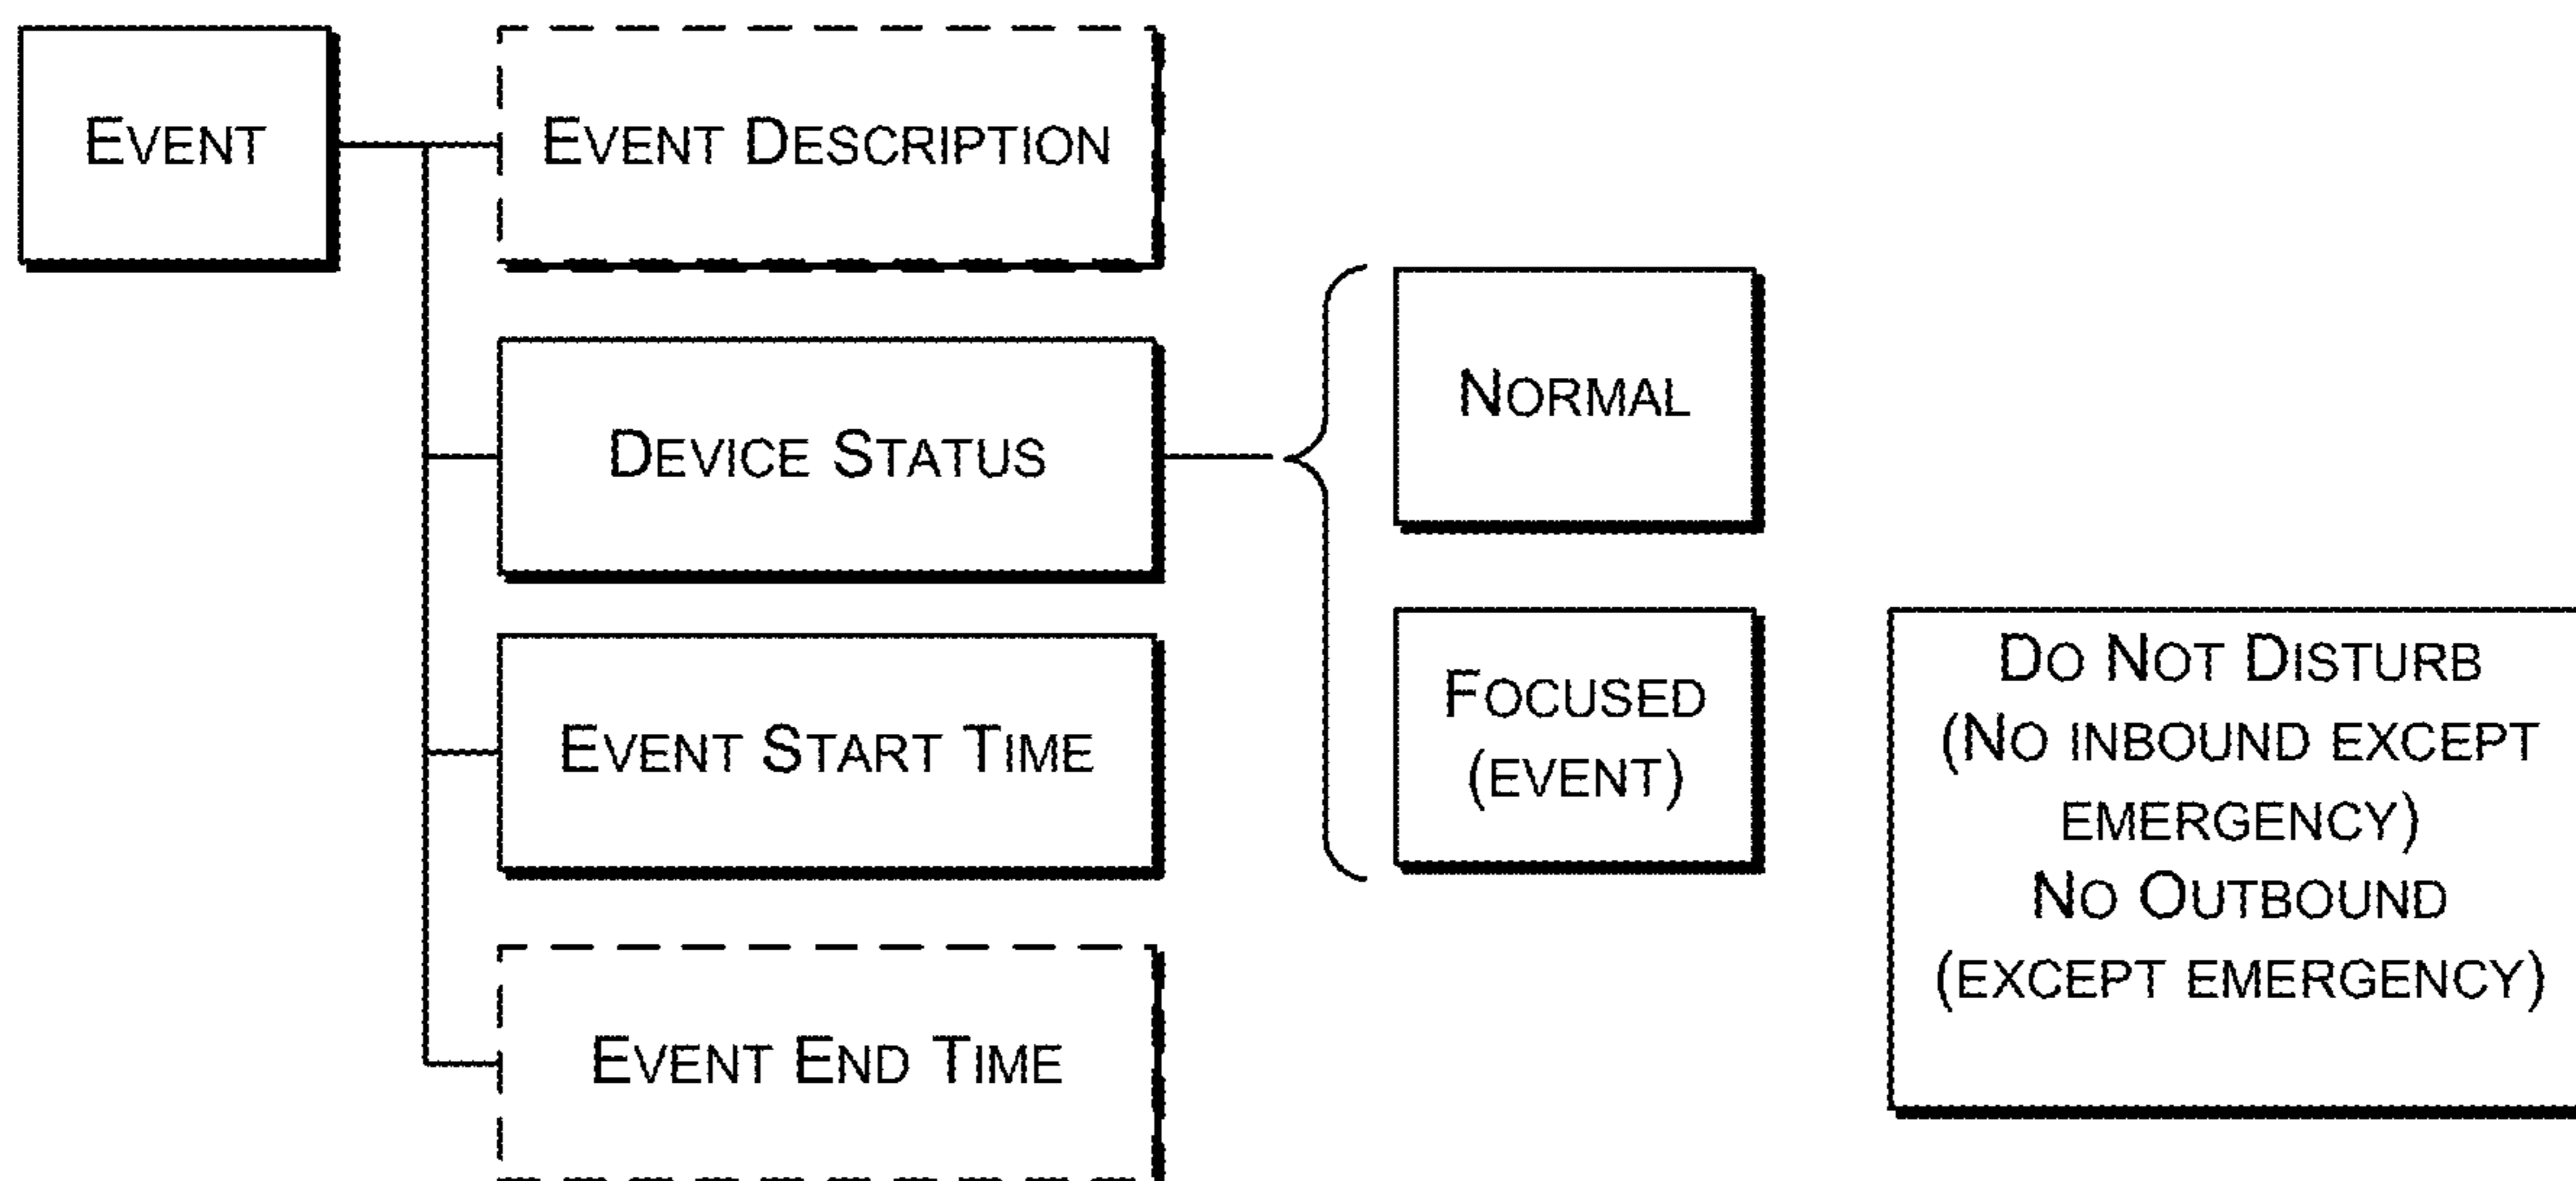 EVENT
EVENT DESCRIPTION
DEVICE STATUS
NORMAL
EVENT START TIME
FOCUSED
(EVENT)
DO NOT DISTURB
(NO INBOUND EXCEPT
EMERGENCY)
NO OUTBOUND
(EXCEPT EMERGENCY)
EVENT END TIME